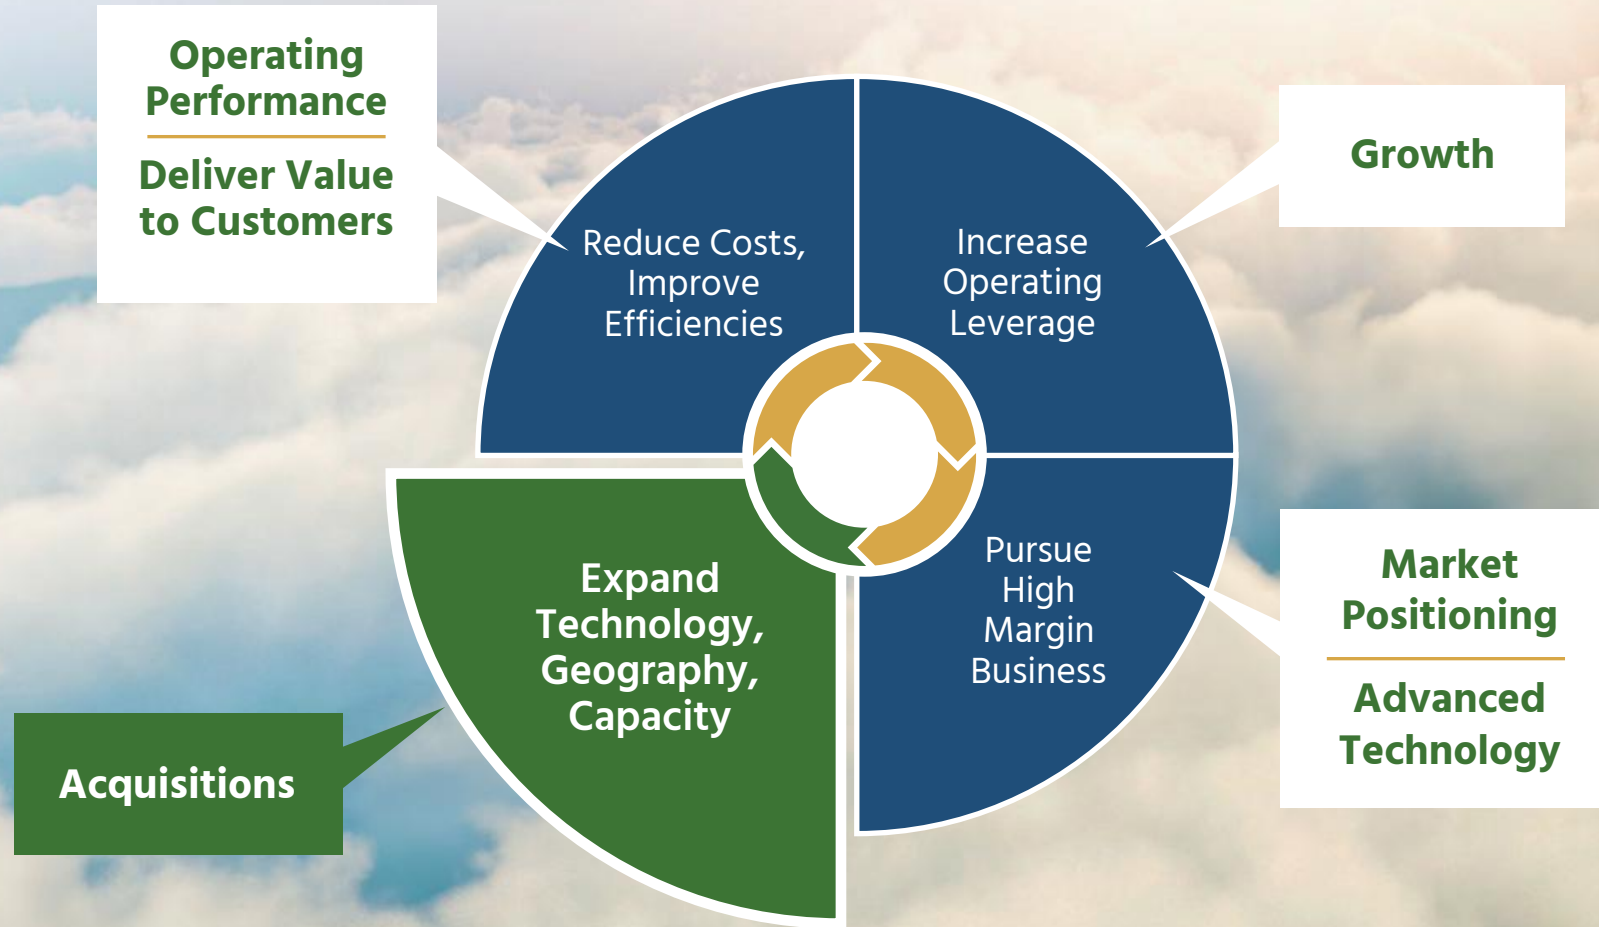 Operating
Performance
Deliver Value
to Customers
Reduce Costs,
Improve
Efficiencies
Increase
Operating
Leverage
Growth
Expand
Technology,
Geography,
Capacity
Acquisitions
Pursue
High
Margin
Business
Market
Positioning
Advanced
Technology